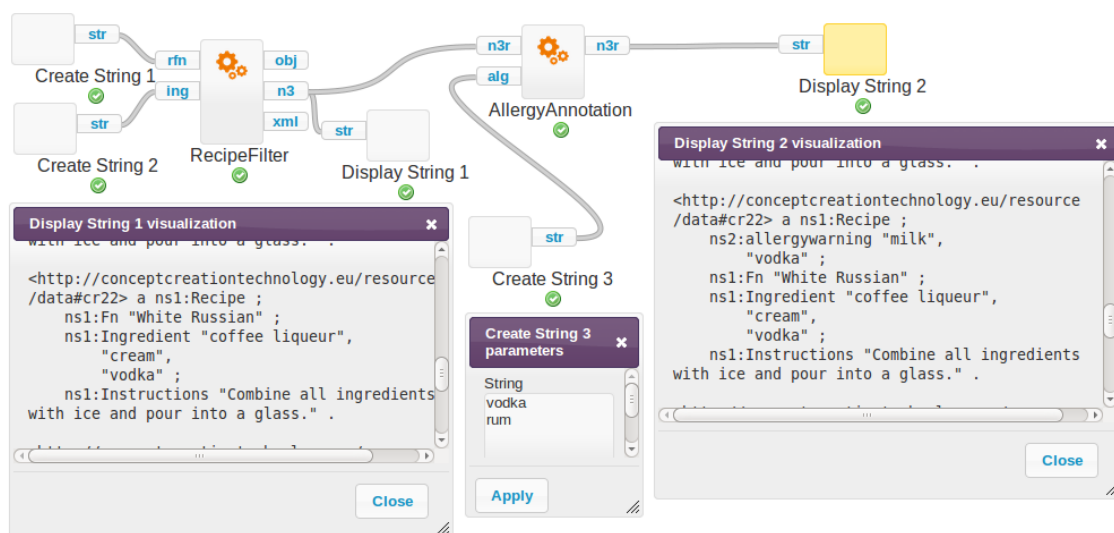 str
Create String 1
str
Create String 2
rfn
ing
obj
n3
xml
RecipeFilter
str
Display String 1
n3r
alg
n3r
AllergyAnnotation
str
Create String 3
str
Display String 2
Display String 1 visualization
with ice and pour into a glass." .
<http://conceptcreationtechnology.eu/resource
/data#cr22> a ns1:Recipe ;
ns1:Fn "White Russian" ;
ns1:Ingredient "coffee liqueur",
"cream",
"vodka" ;
ns1:Instructions "Combine all ingredients
with ice and pour into a glass." .
Close
Create String 3
parameters
String
vodka
rum
Apply
Display String 2 visualization
with ice and pour into a glass." .
<http://conceptcreationtechnology.eu/resource
/data#cr22> a ns1:Recipe ;
ns2:allergywarning "milk",
"vodka" ;
ns1:Fn "White Russian" ;
ns1:Ingredient "coffee liqueur",
"cream",
"vodka" ;
ns1:Instructions "Combine all ingredients
with ice and pour into a glass." .
Close